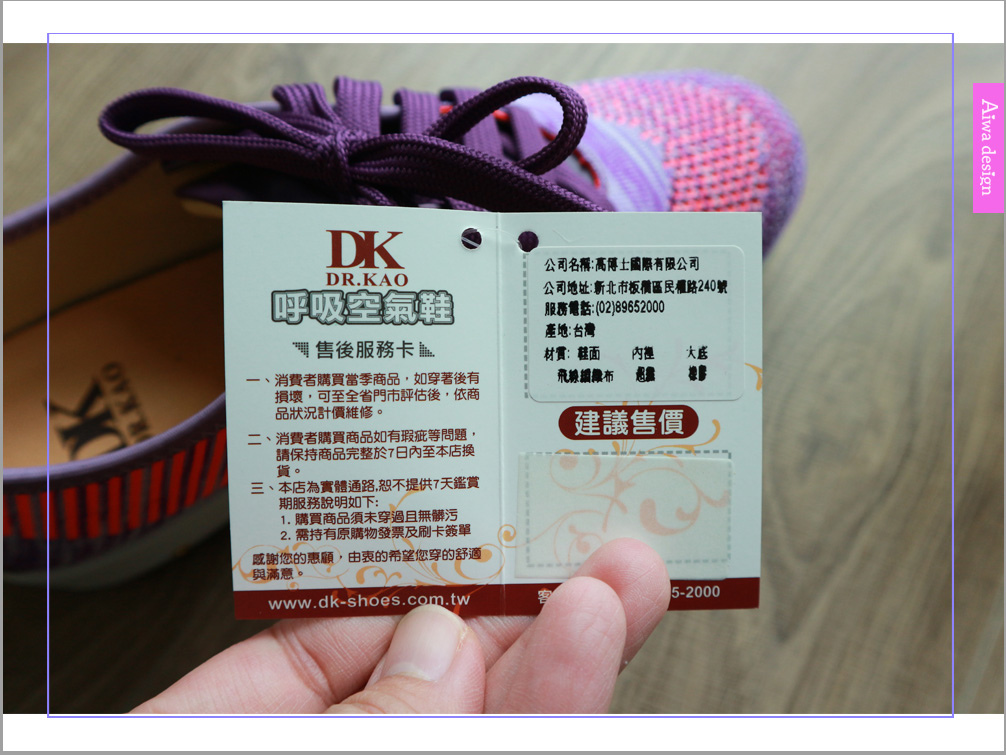 Aiwa design
DK
DR.KAO
呼吸空氣鞋
售後服務卡
一、消費者購買當季商品，如穿著後有
損壞，可至全省門市評估後，依商
品狀況計價維修。
二、消費者購買商品如有瑕疵等問題，
請保持商品完整於7日內至本店換
貨。
三、本店為實體通路,恕不提供7天鑑賞
期服務說明如下:
1. 購買商品須未穿過且無髒污
2. 需持有原購物發票及刷卡簽單
感謝您的惠顧，由衷的希望您穿的舒適
與滿意。
www.dk-shoes.com.tw
公司名稱:高博士國際有限公司
公司地址:新北市板橋區民權路240號
服務電話:(02)89652000
產地:台灣
材質: 鞋面 內裡 大底
飛線編織布 橡膠
建議售價
客
5-2000
DK
DR.KAO